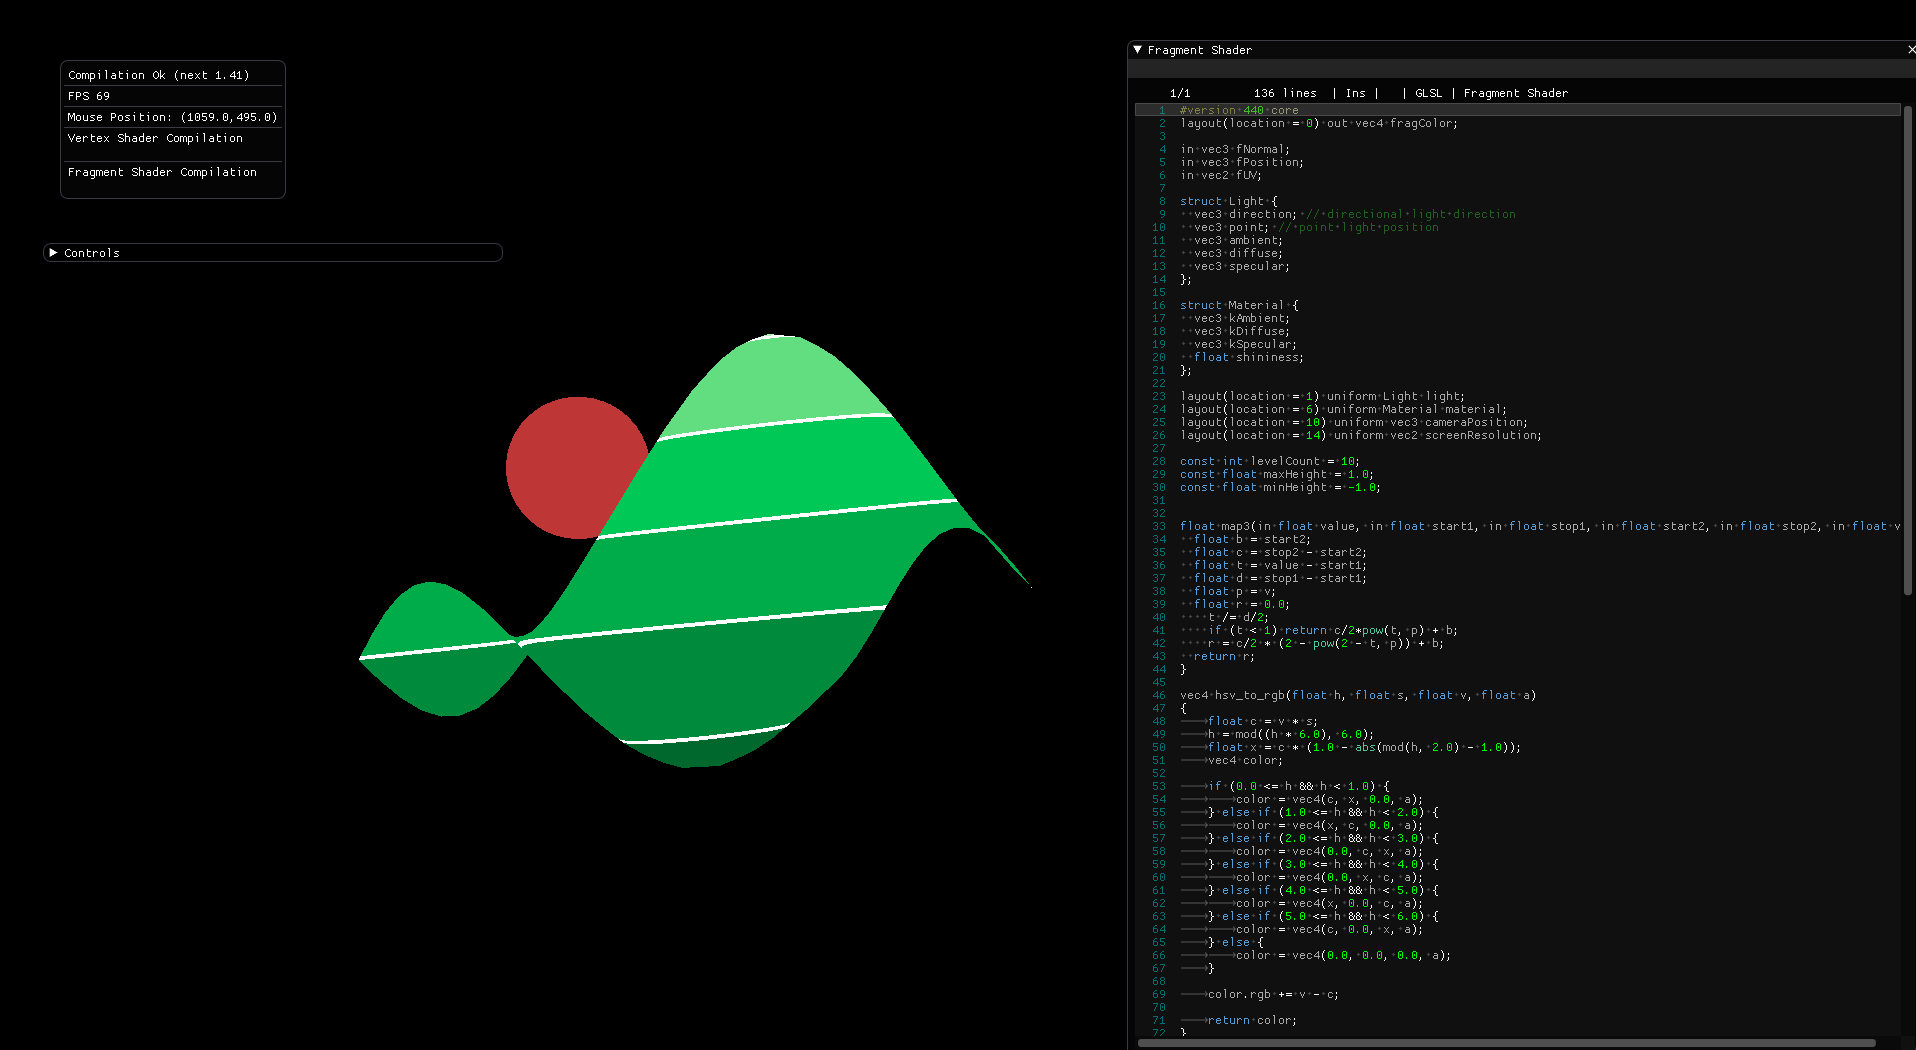 Compilation Ok (next 1.41)
FPS 69
Mouse Position: (1059.0,495.0)
Vertex Shader Compilation
Fragment Shader Compilation
Controls
Fragment Shader
1/1 136 lines | Ins | | GLSL | Fragment Shader
1 #version 440 core
2 layout(location = 0) out vec4 fragColor;
3
4 in vec3 fNormal;
5 in vec3 fPosition;
6 in vec2 fUV;
7
8 struct Light {
9 vec3 direction; // directional light direction
10 vec3 point; // point light position
11 vec3 ambient;
12 vec3 diffuse;
13 vec3 specular;
14 };
15
16 struct Material {
17 vec3 kAmbient;
18 vec3 kDiffuse;
19 vec3 kSpecular;
20 float shininess;
21 };
22
23 layout(location = 1) uniform Light light;
24 layout(location = 6) uniform Material material;
25 layout(location = 10) uniform vec3 cameraPosition;
26 layout(location = 14) uniform vec2 screenResolution;
27
28 const int levelCount = 10;
29 const float maxHeight = 1.0;
30 const float minHeight = -1.0;
31
32
33 float map3(in float value, in float start1, in float stop1, in float start2, in float stop2, in float v
34 float b = start2;
35 float c = stop2 - start2;
36 float t = value - start1;
37 float d = stop1 - start1;
38 float p = v;
39 float r = 0.0;
40 t /= d/2;
41 if (t < 1) return c/2*pow(t, p) + b;
42 r = c/2 * (2 - pow(2 - t, p)) + b;
43 return r;
44 }
45
46 vec4 hsv_to_rgb(float h, float s, float v, float a)
47 {
48 float c = v * s;
49 h = mod((h * 6.0), 6.0);
50 float x = c * (1.0 - abs(mod(h, 2.0) - 1.0));
51 vec4 color;
52
53 if (0.0 <= h && h < 1.0) {
54 color = vec4(c, x, 0.0, a);
55 } else if (1.0 <= h && h < 2.0) {
56 color = vec4(x, c, 0.0, a);
57 } else if (2.0 <= h && h < 3.0) {
58 color = vec4(0.0, c, x, a);
59 } else if (3.0 <= h && h < 4.0) {
60 color = vec4(0.0, x, c, a);
61 } else if (4.0 <= h && h < 5.0) {
62 color = vec4(x, 0.0, c, a);
63 } else if (5.0 <= h && h < 6.0) {
64 color = vec4(c, 0.0, x, a);
65 } else {
66 color = vec4(0.0, 0.0, 0.0, a);
67 }
68
69 color.rgb += v - c;
70
71 return color;
72 }